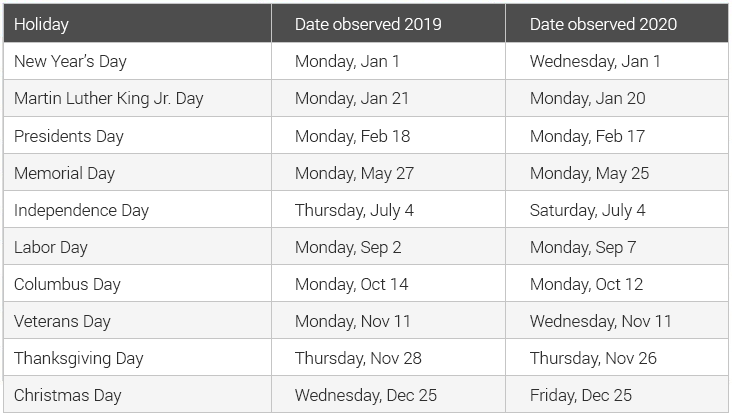 Holiday Date observed 2019 Date observed 2020
New Year's Day Monday, Jan 1 Wednesday, Jan 1
Martin Luther King Jr. Day Monday, Jan 21 Monday, Jan 20
Presidents Day Monday, Feb 18 Monday, Feb 17
Memorial Day Monday, May 27 Monday, May 25
Independence Day Thursday, July 4 Saturday, July 4
Labor Day Monday, Sep 2 Monday, Sep 7
Columbus Day Monday, Oct 14 Monday, Oct 12
Veterans Day Monday, Nov 11 Wednesday, Nov 11
Thanksgiving Day Thursday, Nov 28 Thursday, Nov 26
Christmas Day Wednesday, Dec 25 Friday, Dec 25